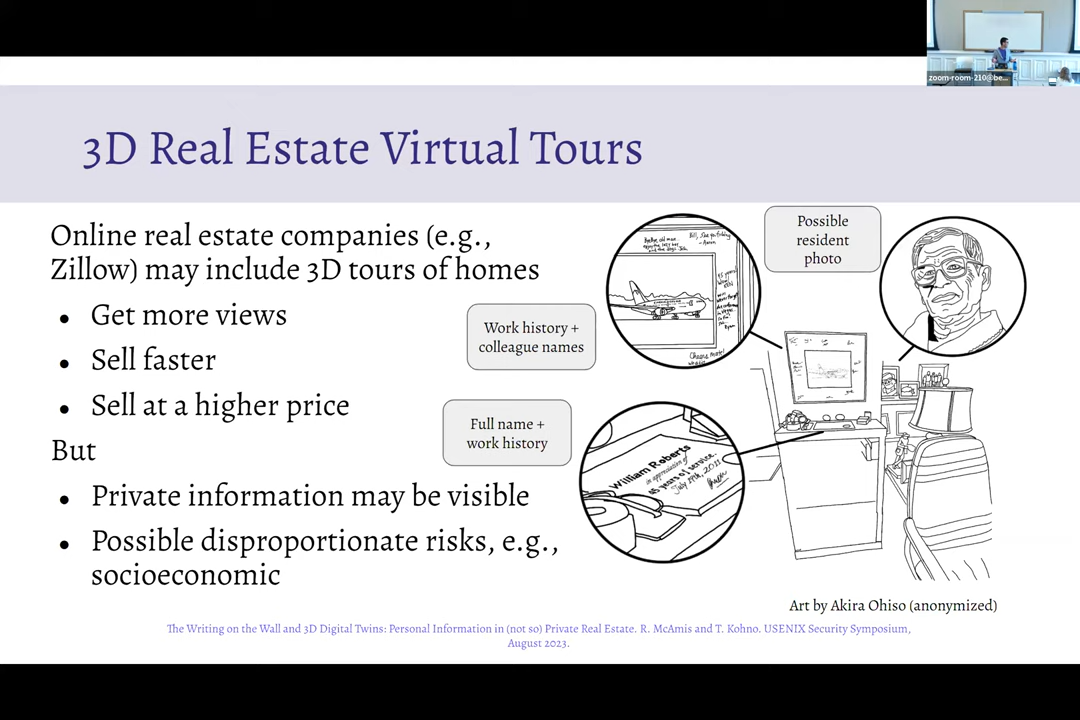 zoom-room-210@be...
3D Real Estate Virtual Tours
Online real estate companies (e.g.,
Zillow) may include 3D tours of homes
• Get more views
• Sell faster
• Sell at a higher price
But
• Private information may be visible
• Possible disproportionate risks, e.g.,
socioeconomic
Possible
resident
photo
Work history +
colleague names
Full name +
work history
William Roberts
in appreciation of
45 years of service.
July 27th, 2011
Art by Akira Ohiso (anonymized)
The Writing on the Wall and 3D Digital Twins: Personal Information in (not so) Private Real Estate. R. McAmis and T. Kohno. USENIX Security Symposium,
August 2023.